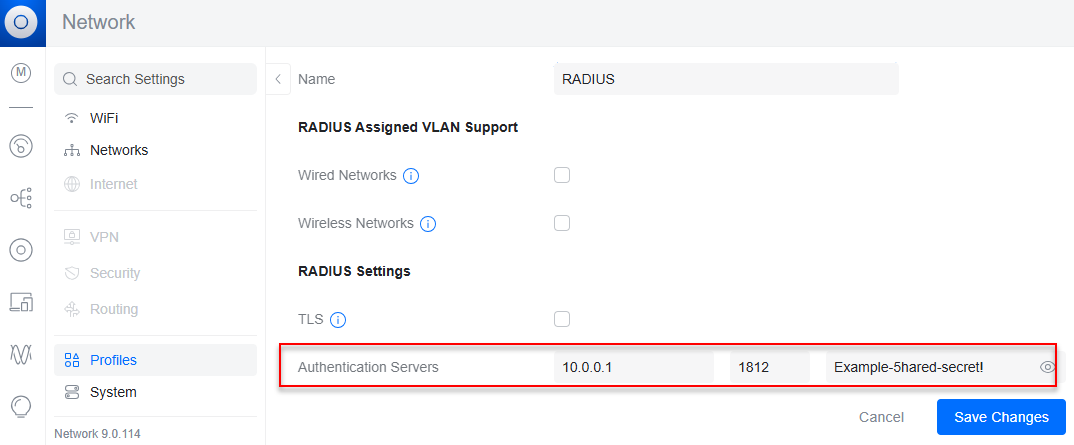 Network
M
Search Settings
WiFi
Networks
Internet
VPN
Security
Routing
Profiles
System
Network 9.0.114
Name
RADIUS
RADIUS Assigned VLAN Support
Wired Networks
Wireless Networks
RADIUS Settings
TLS
Authentication Servers 10.0.0.1 1812 Example-5hared-secret!
Cancel Save Changes